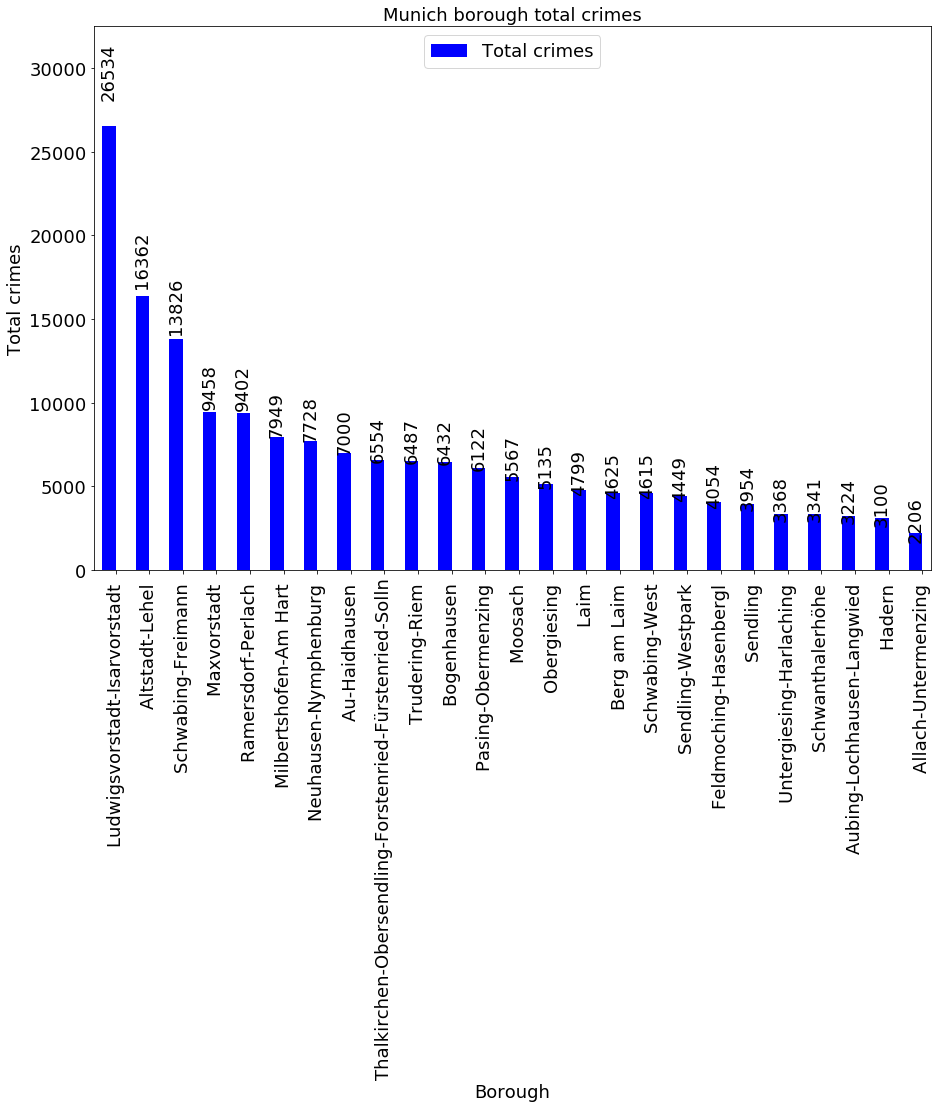 Munich borough total crimes
Total crimes
Total crimes
30000
25000
20000
15000
10000
5000
0
26534
16362
13826
9458
9402
7949
7728
7000
6554
6487
6432
6122
5567
5135
4799
4625
4615
4449
4054
3954
3368
3341
3224
3100
2206
Ludwigsvorstadt-Isarvorstadt
Altstadt-Lehel
Schwabing-Freimann
Maxvorstadt
Ramersdorf-Perlach
Milbertshofen-Am Hart
Neuhausen-Nymphenburg
Au-Haidhausen
Thalkirchen-Obersendling-Forstenried-Fürstenried-Solln
Trudering-Riem
Bogenhausen
Pasing-Obermenzing
Moosach
Obergiesing
Laim
Berg am Laim
Schwabing-West
Sendling-Westpark
Feldmoching-Hasenbergl
Sendling
Untergiesing-Harlaching
Schwanthalerhöhe
Aubing-Lochhausen-Langwied
Hadern
Allach-Untermenzing
Borough